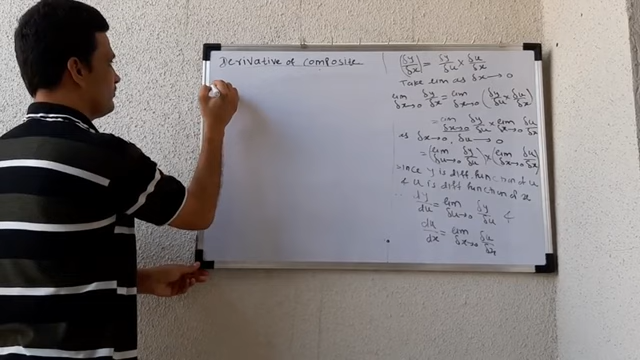 Derivative of composite
(δy/δx) = δy/δu × δu/δx
Take lim as δx → 0
lim δx→0 δy/δx = lim δx→0 (δy/δu × δu/δx)
= lim δx→0 δy/δu × lim δx→0 δu/δx
as δx → 0, δu → 0
= (lim δu→0 δy/δu) × (lim δx→0 δu/δx)
since y is diff. function of u
& u is diff function of x
dy/du = lim δu→0 δy/δu &
du/dx = lim δx→0 δu/δx